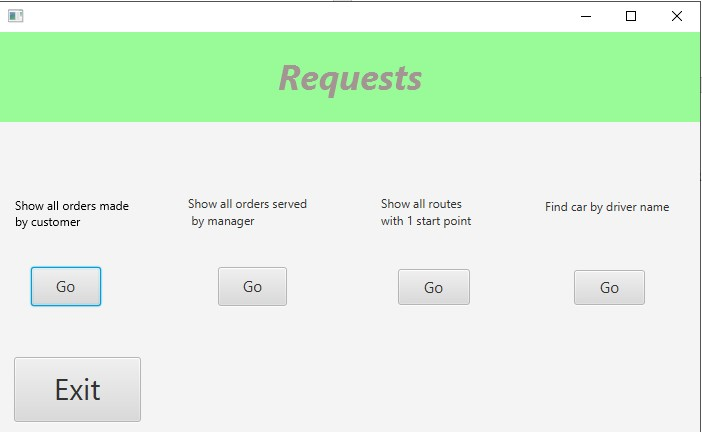 Requests
Show all orders made
by customer
Show all orders served
by manager
Show all routes
with 1 start point
Find car by driver name
Go
Go
Go
Go
Exit